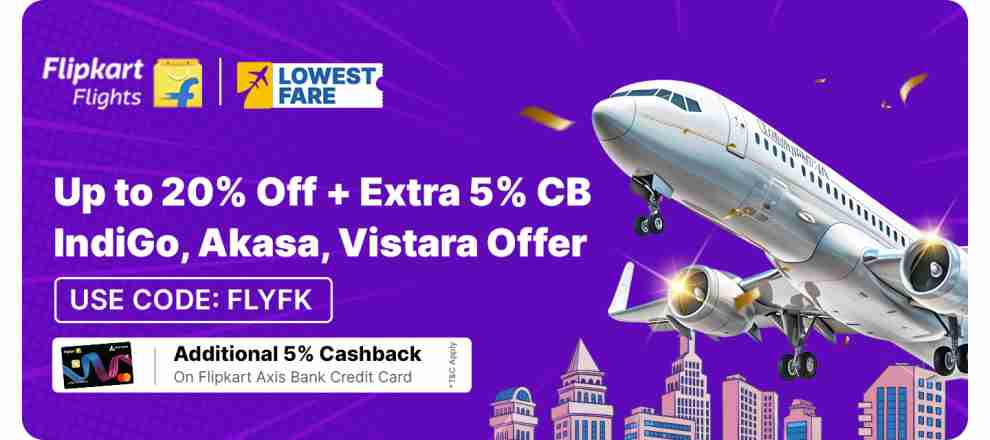 Flipkart
Flights
LOWEST
FARE
Up to 20% Off + Extra 5% CB
IndiGo, Akasa, Vistara Offer
USE CODE: FLYFK
Additional 5% Cashback
On Flipkart Axis Bank Credit Card
*T&C Apply